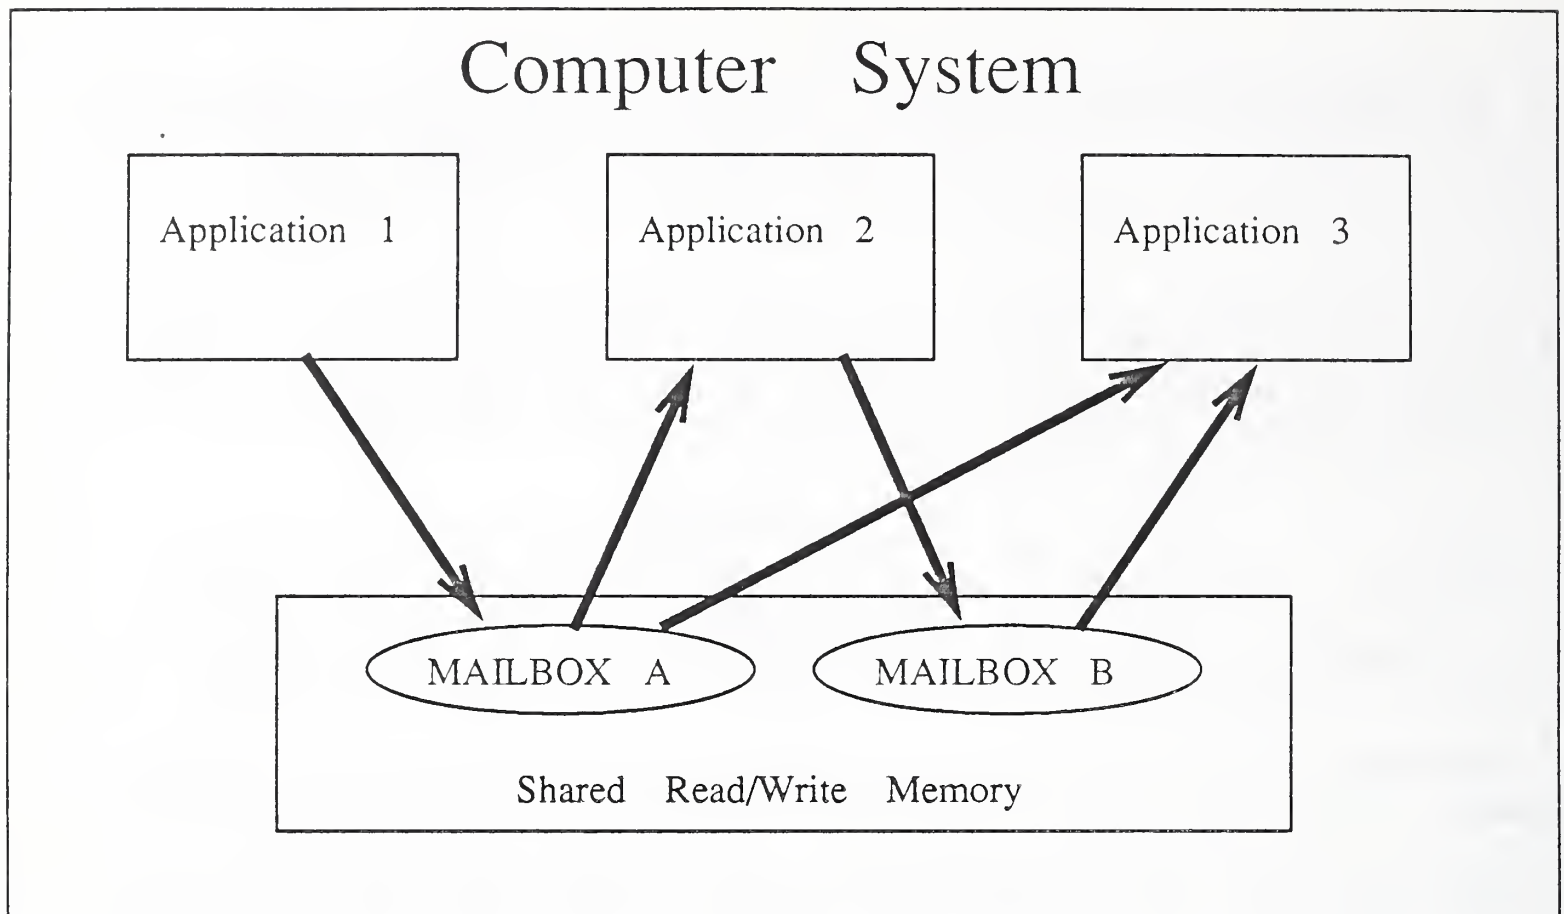 Computer System
Application 1
Application 2
Application 3
MAILBOX A
MAILBOX B
Shared Read/Write Memory